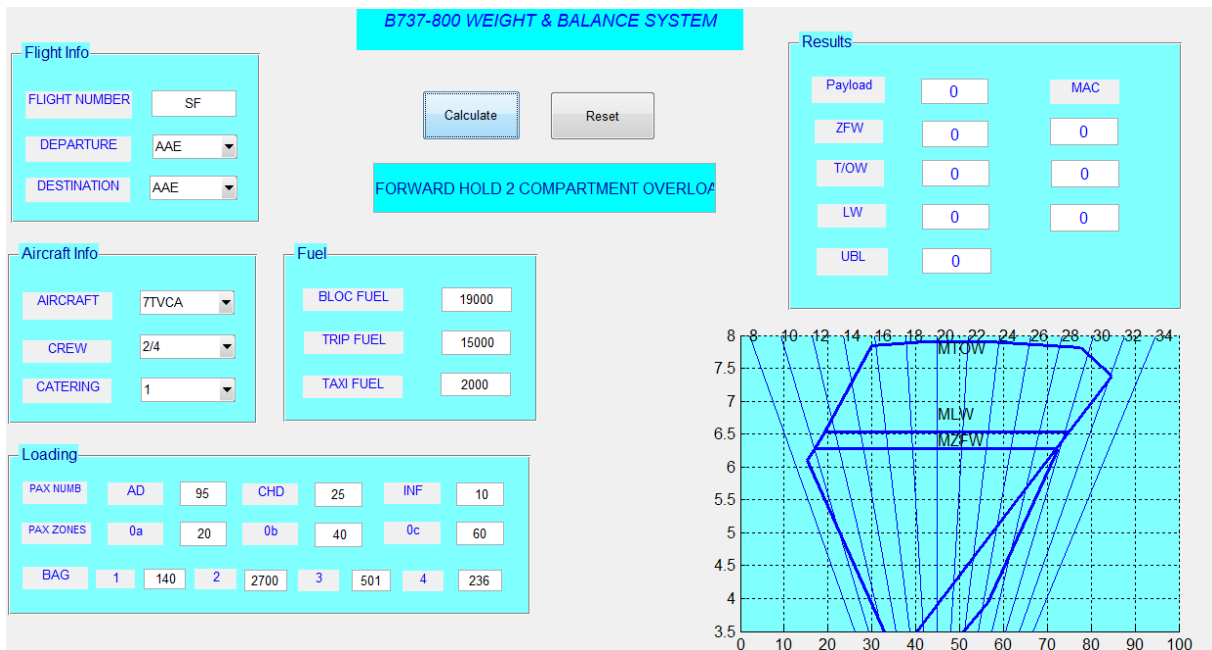 B737-800 WEIGHT & BALANCE SYSTEM
Flight Info
FLIGHT NUMBER SF
DEPARTURE AAE
DESTINATION AAE
Calculate Reset
FORWARD HOLD 2 COMPARTMENT OVERLOA
Results
Payload 0 MAC
ZFW 0 0
T/OW 0 0
LW 0 0
UBL 0
Aircraft Info
AIRCRAFT 7TVCA
CREW 2/4
CATERING 1
Fuel
BLOC FUEL 19000
TRIP FUEL 15000
TAXI FUEL 2000
Loading
PAX NUMB AD 95 CHD 25 INF 10
PAX ZONES 0a 20 0b 40 0c 60
BAG 1 140 2 2700 3 501 4 236
8 8 10 12 14 16 18 20 22 24 26 28 30 32 34
MTOW
7.5
7
MLW
6.5
MZFW
6
5.5
5
4.5
4
3.5
0 10 20 30 40 50 60 70 80 90 100